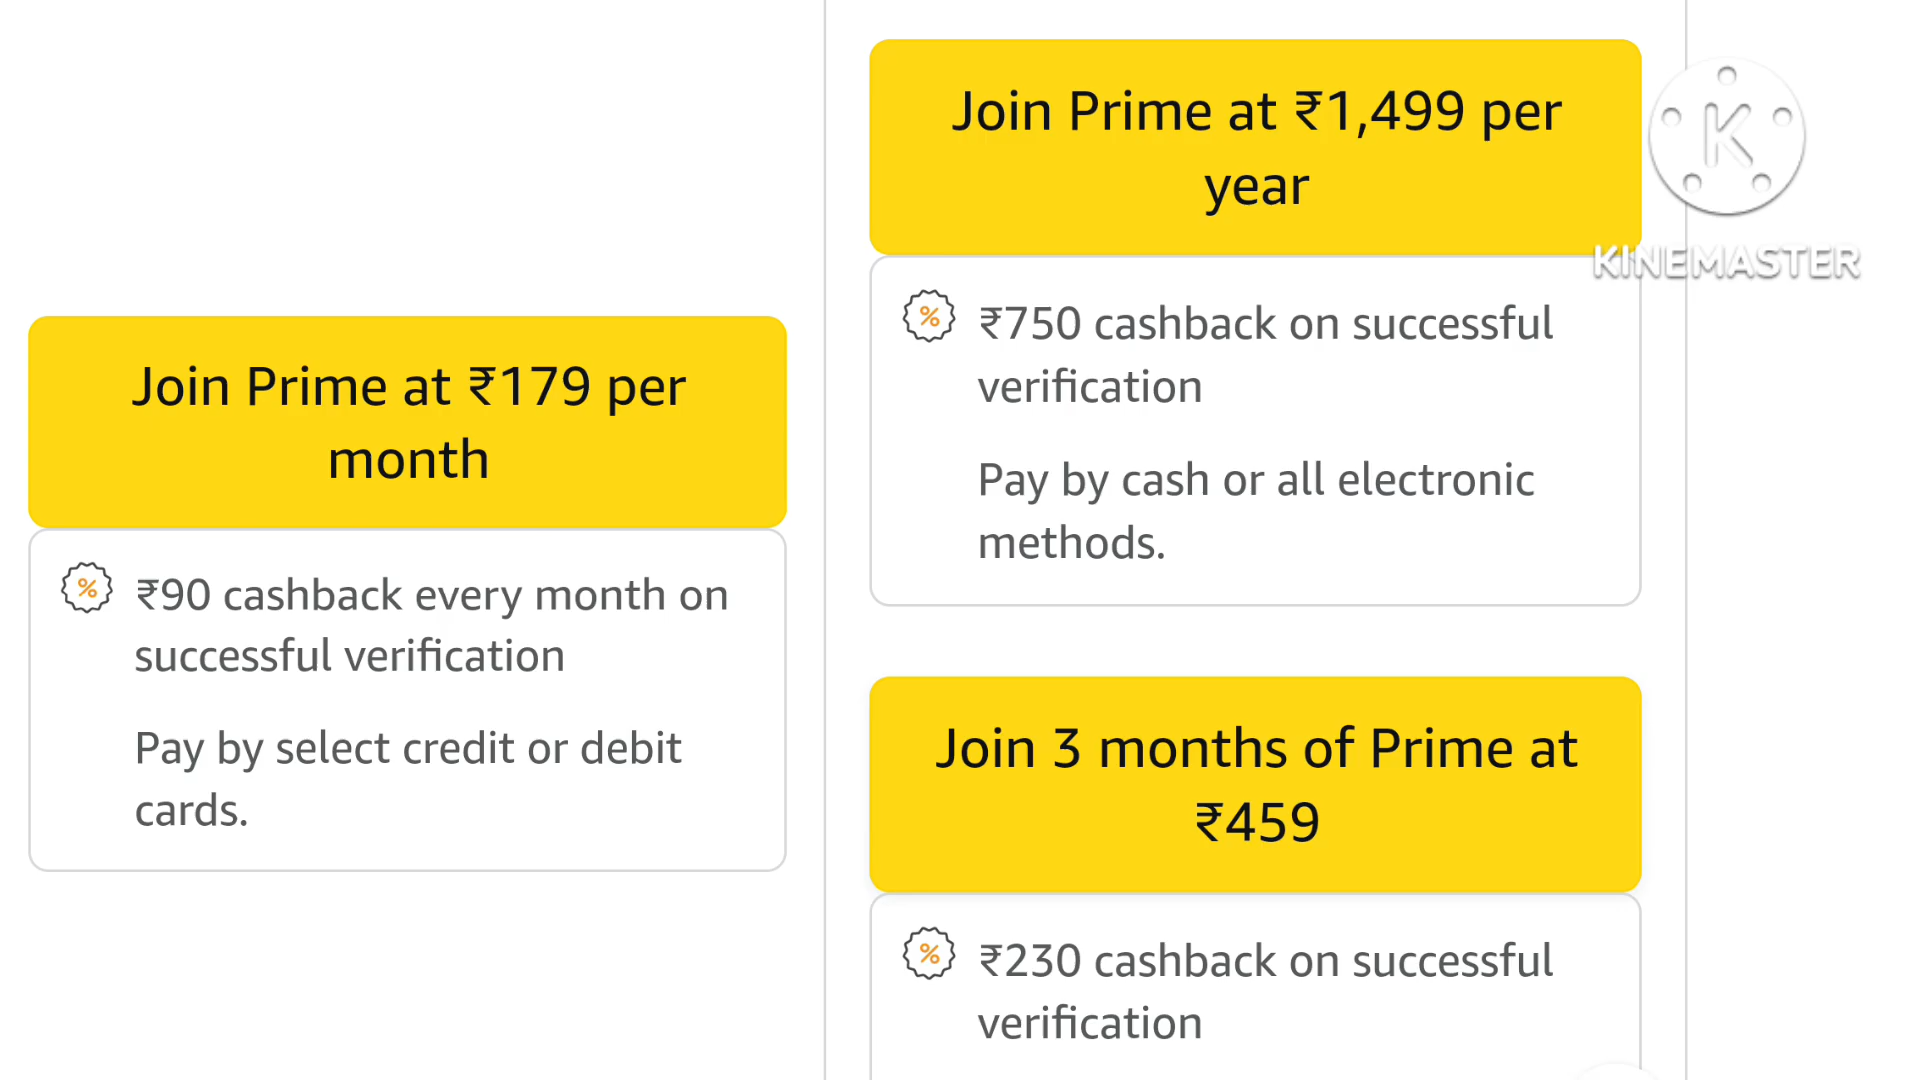 Join Prime at ₹179 per
month
% ₹90 cashback every month on
successful verification
Pay by select credit or debit
cards.
Join Prime at ₹1,499 per
year
% ₹750 cashback on successful
verification
Pay by cash or all electronic
methods.
Join 3 months of Prime at
₹459
% ₹230 cashback on successful
verification
K
KINEMASTER